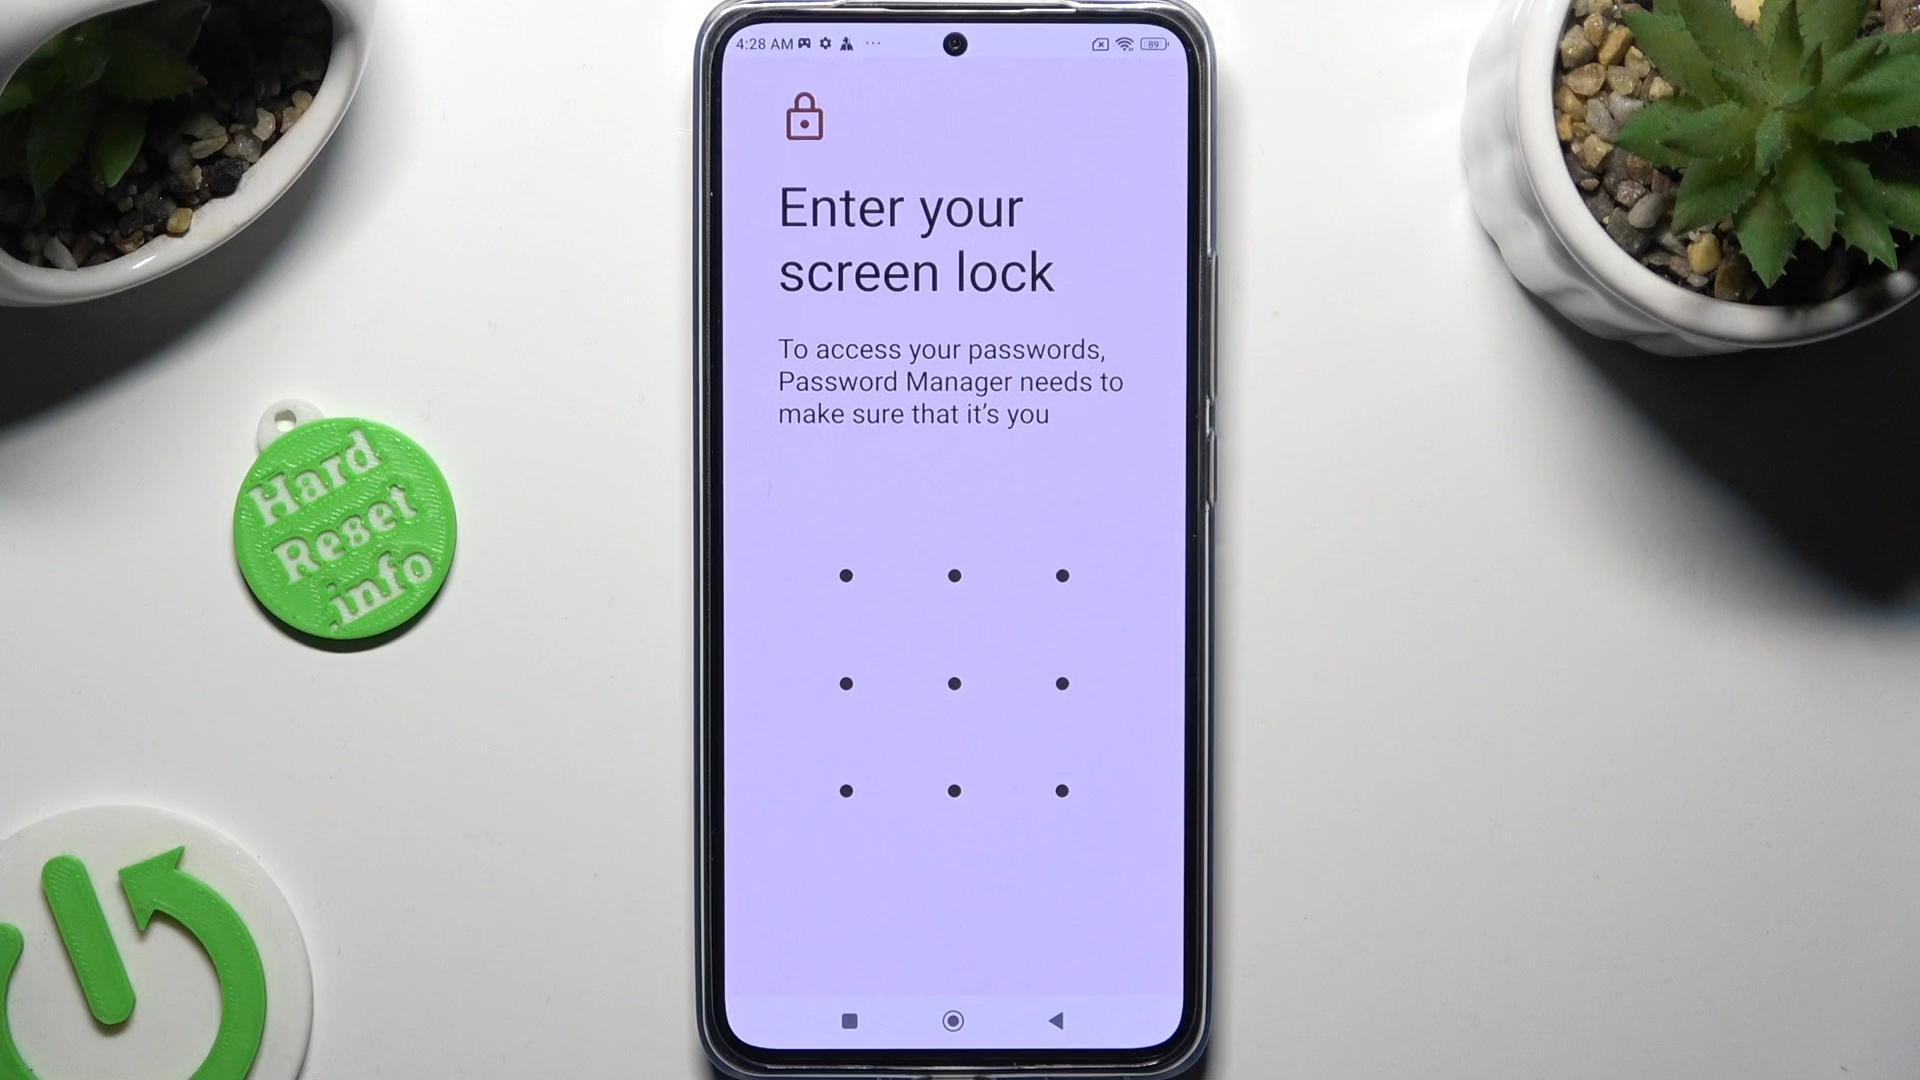 4:28 AM ... 89
Enter your
screen lock
To access your passwords,
Password Manager needs to
make sure that it's you
Hard
Reset
.info